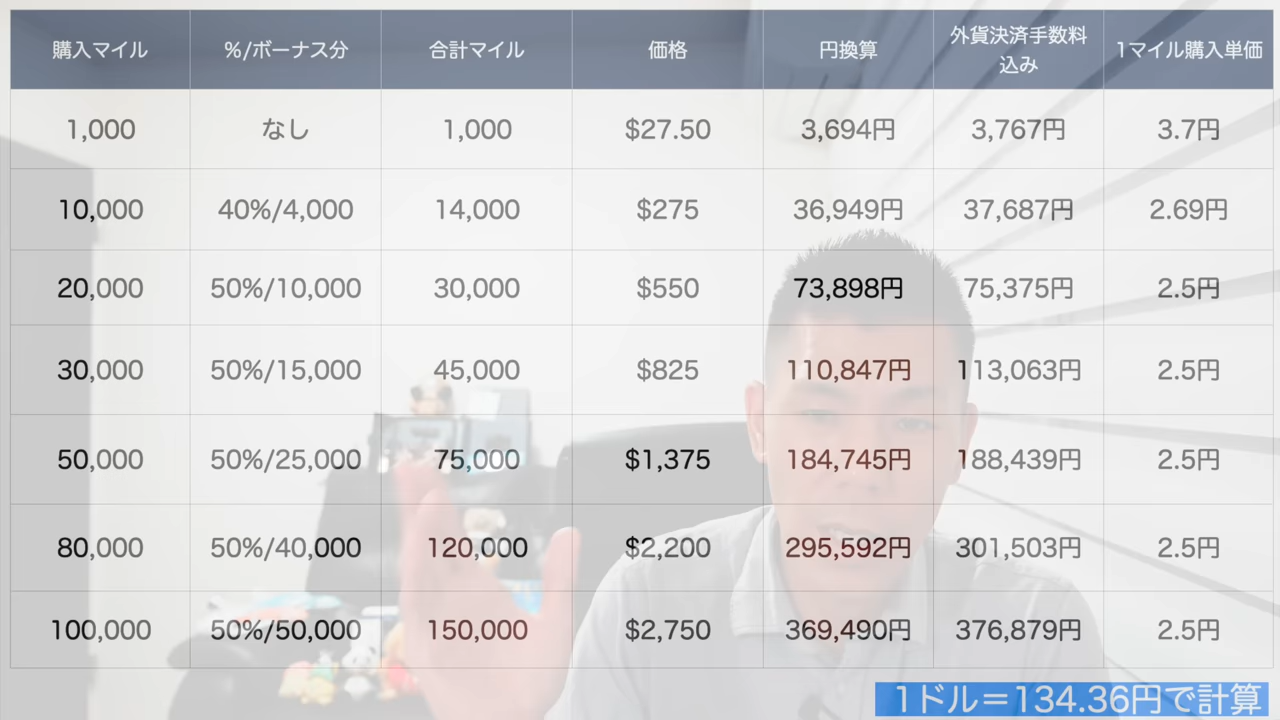 購入マイル %/ボーナス分 合計マイル 価格 円換算 外貨決済手数料
込み 1マイル購入単価
1,000 なし 1,000 $27.50 3,694円 3,767円 3.7円
10,000 40%/4,000 14,000 $275 36,949円 37,687円 2.69円
20,000 50%/10,000 30,000 $550 73,898円 75,375円 2.5円
30,000 50%/15,000 45,000 $825 110,847円 113,063円 2.5円
50,000 50%/25,000 75,000 $1,375 184,745円 188,439円 2.5円
80,000 50%/40,000 120,000 $2,200 295,592円 301,503円 2.5円
100,000 50%/50,000 150,000 $2,750 369,490円 376,879円 2.5円
1ドル＝134.36円で計算